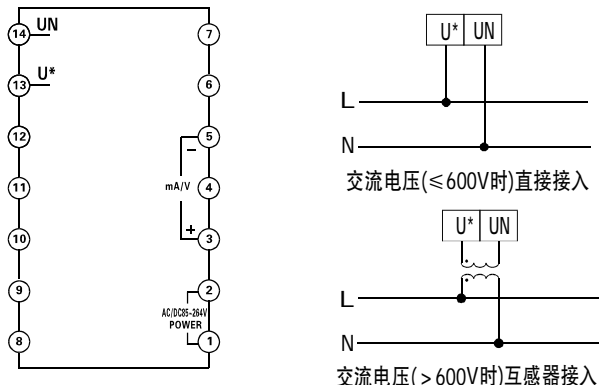 14 UN
7
13 U*
6
12
5
−
11
mA/V
4
10
+
3
9
2
AC/DC85~264V
POWER
8
1
U* UN
L
N
交流电压(≤600V时)直接接入
U* UN
L
N
交流电压(>600V时)互感器接入